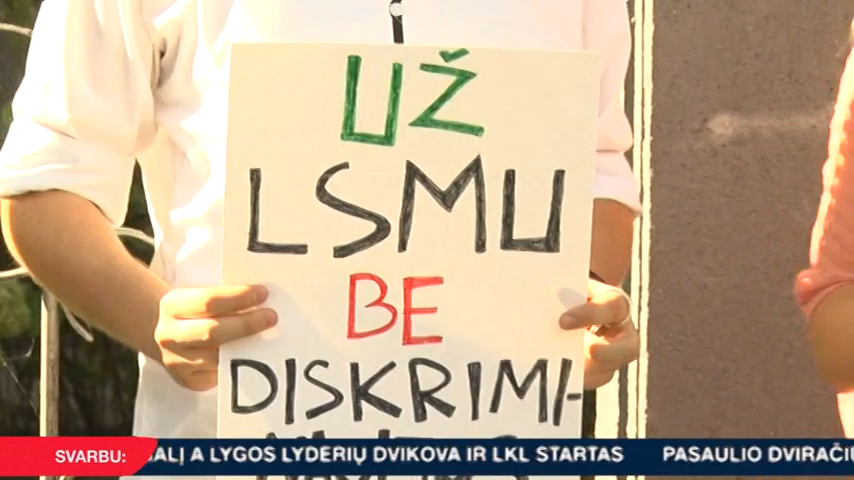 UŽ
LSMU
BE
DISKRIMI-
SVARBU:
A LYGOS LYDERIŲ DVIKOVA IR LKL STARTAS PASAULIO